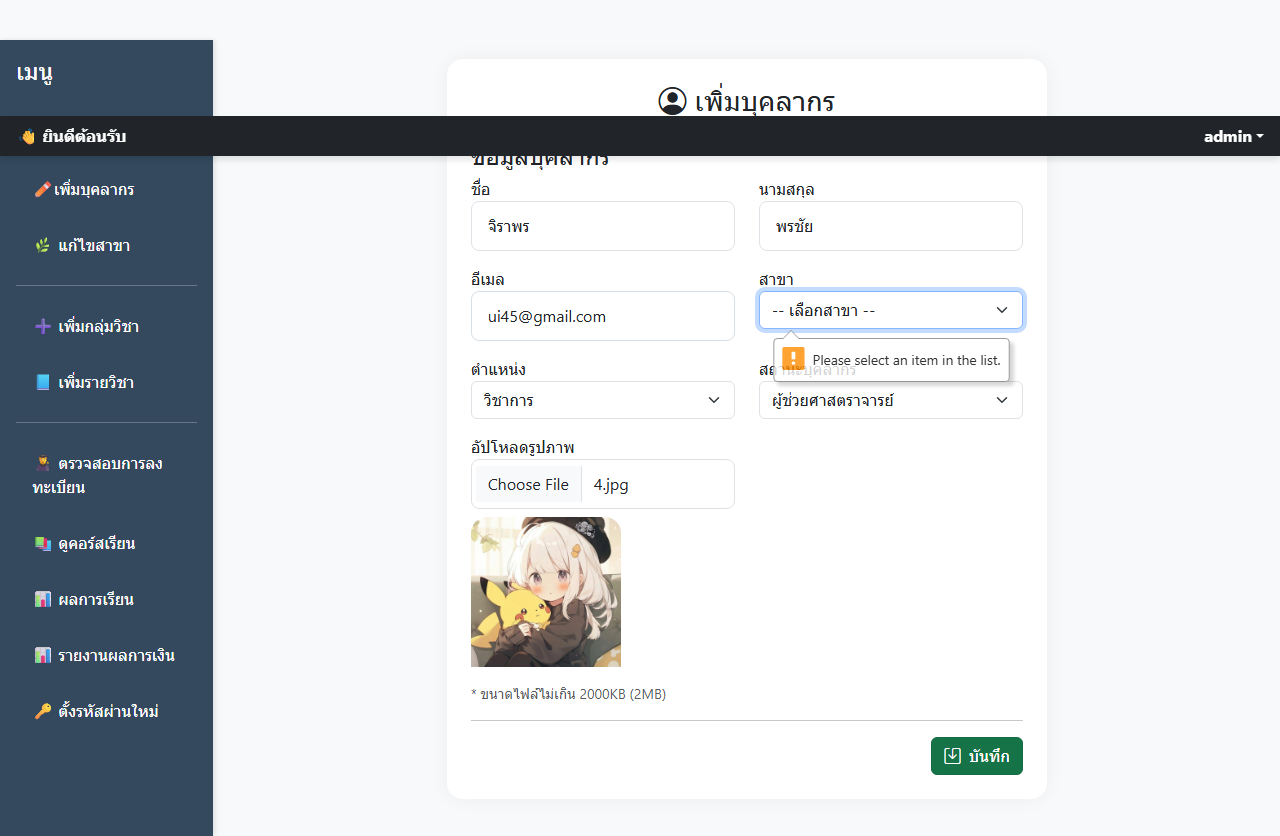 เมนู
เพิ่มบุคลากร
👋 ยินดีต้อนรับ
admin
ข้อมูลบุคลากร
เพิ่มบุคลากร
แก้ไขสาขา
เพิ่มกลุ่มวิชา
เพิ่มรายวิชา
ตรวจสอบการลง
ทะเบียน
ดูคอร์สเรียน
ผลการเรียน
รายงานผลการเงิน
ตั้งรหัสผ่านใหม่
ชื่อ
นามสกุล
จิราพร
พรชัย
อีเมล
สาขา
ui45@gmail.com
-- เลือกสาขา --
Please select an item in the list.
ตำแหน่ง
สถานะบุคลากร
วิชาการ
ผู้ช่วยศาสตราจารย์
อัปโหลดรูปภาพ
Choose File
4.jpg
* ขนาดไฟล์ไม่เกิน 2000KB (2MB)
บันทึก